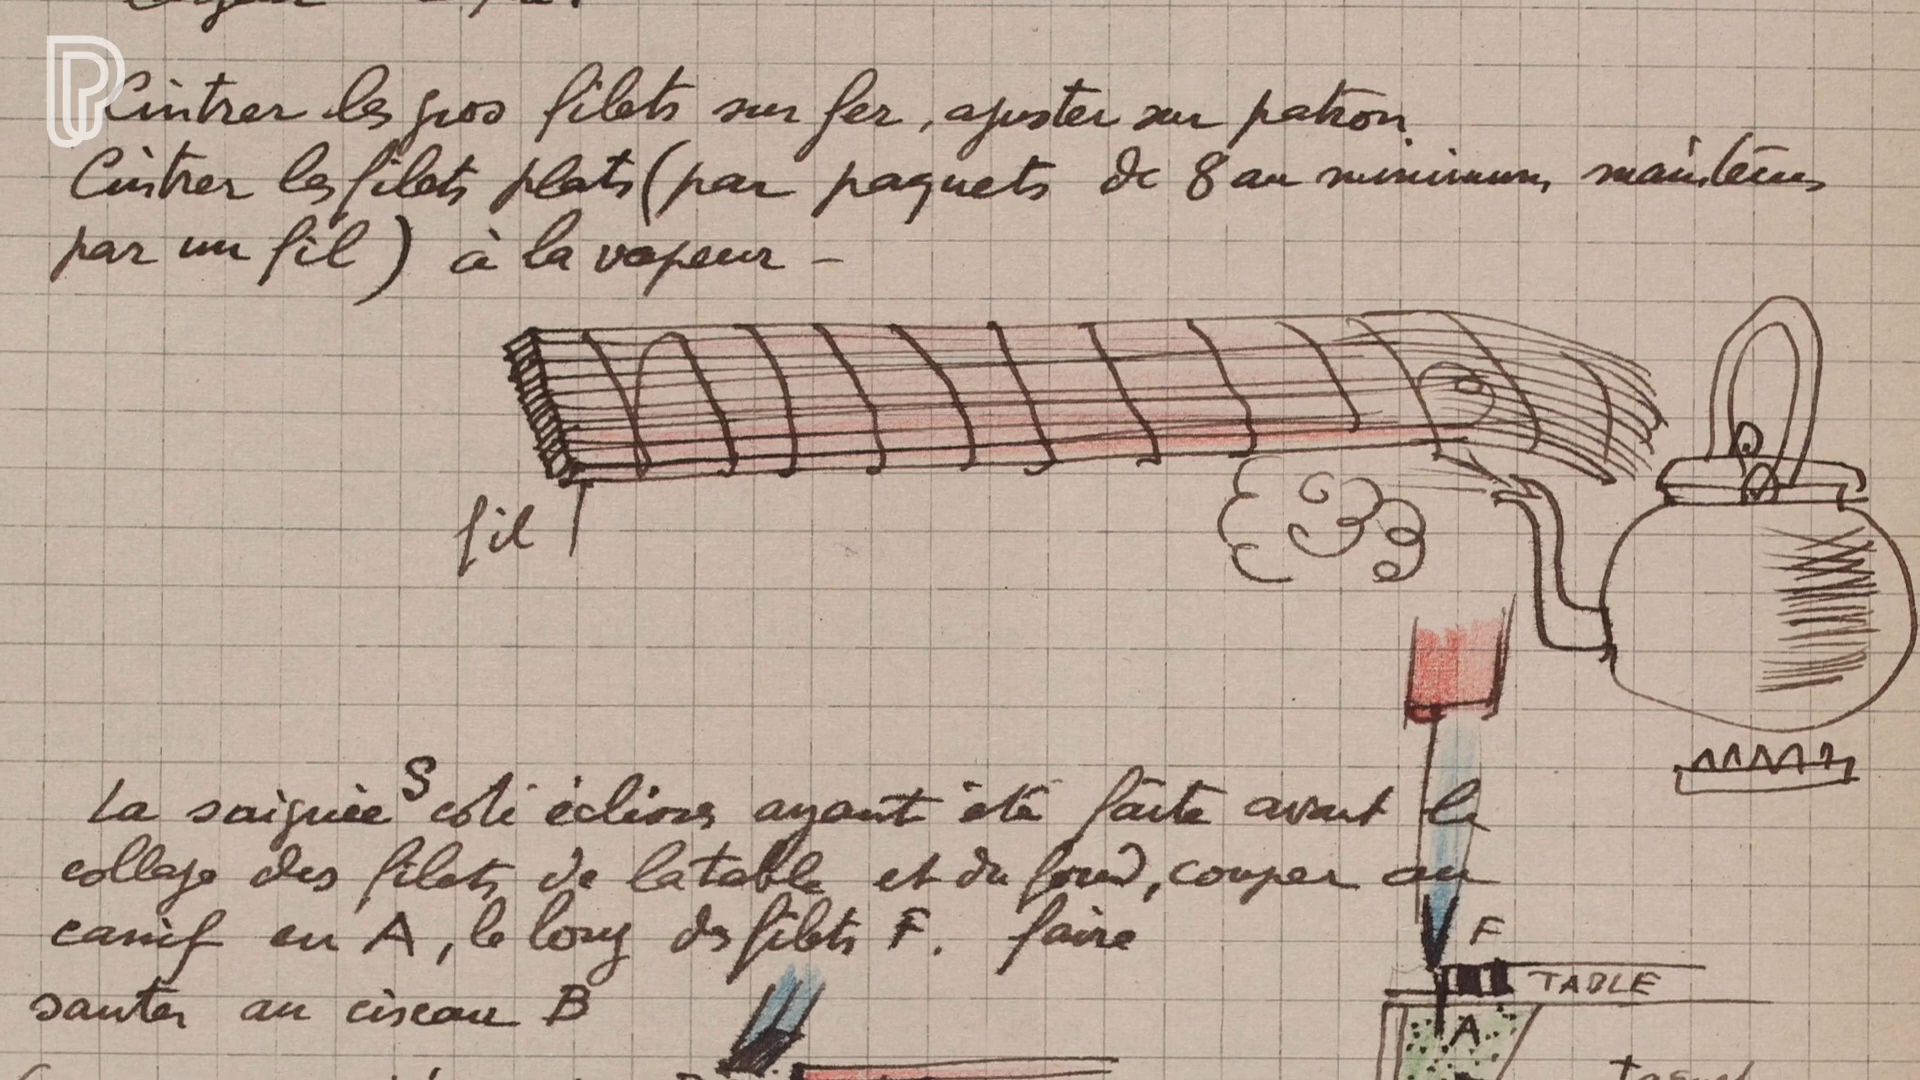 Cintrer les gros filets sur fer, ajuster sur patron.
Cintrer les filets plats (par paquets de 8 au minimum, maintenus
par un fil) à la vapeur -
fil
La saignée S coté éclisses ayant été faite avant le
collage des filets de la table et du fond, couper au
canif en A, le long des filets F. faire
sauter au ciseau B
F
TABLE
A